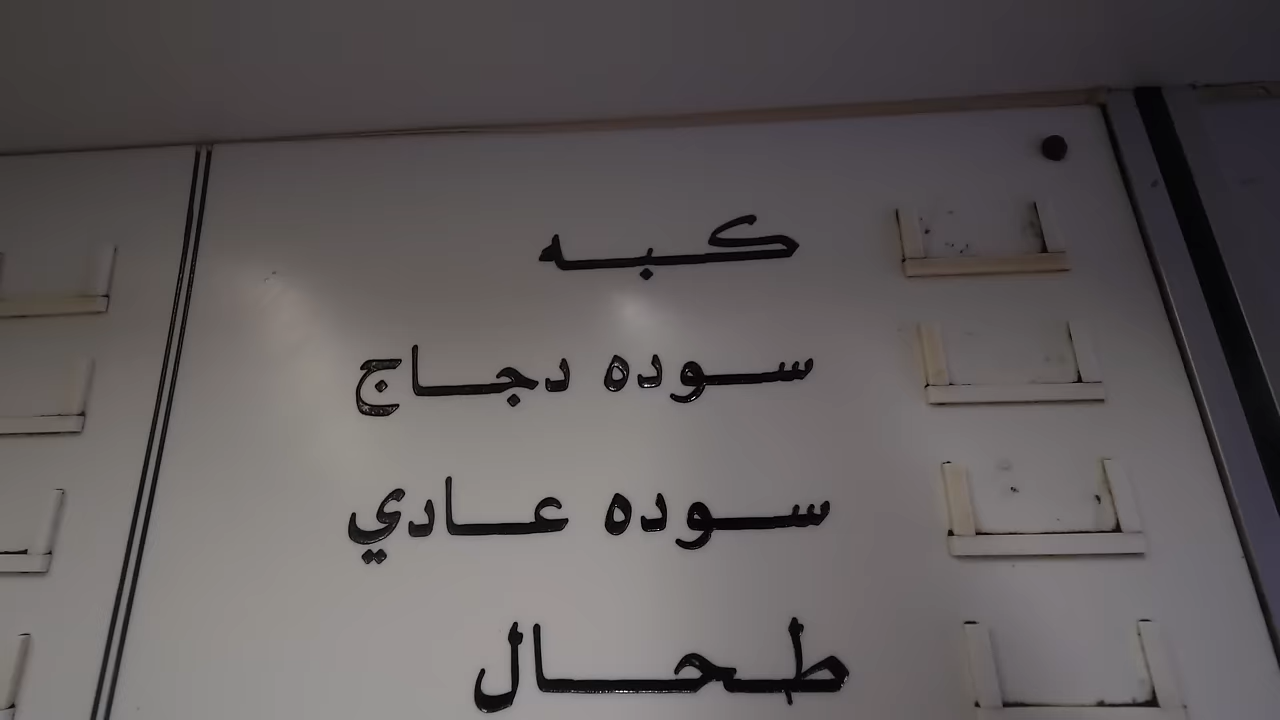 كبه
سوده دجاج
سوده عادي
طحال